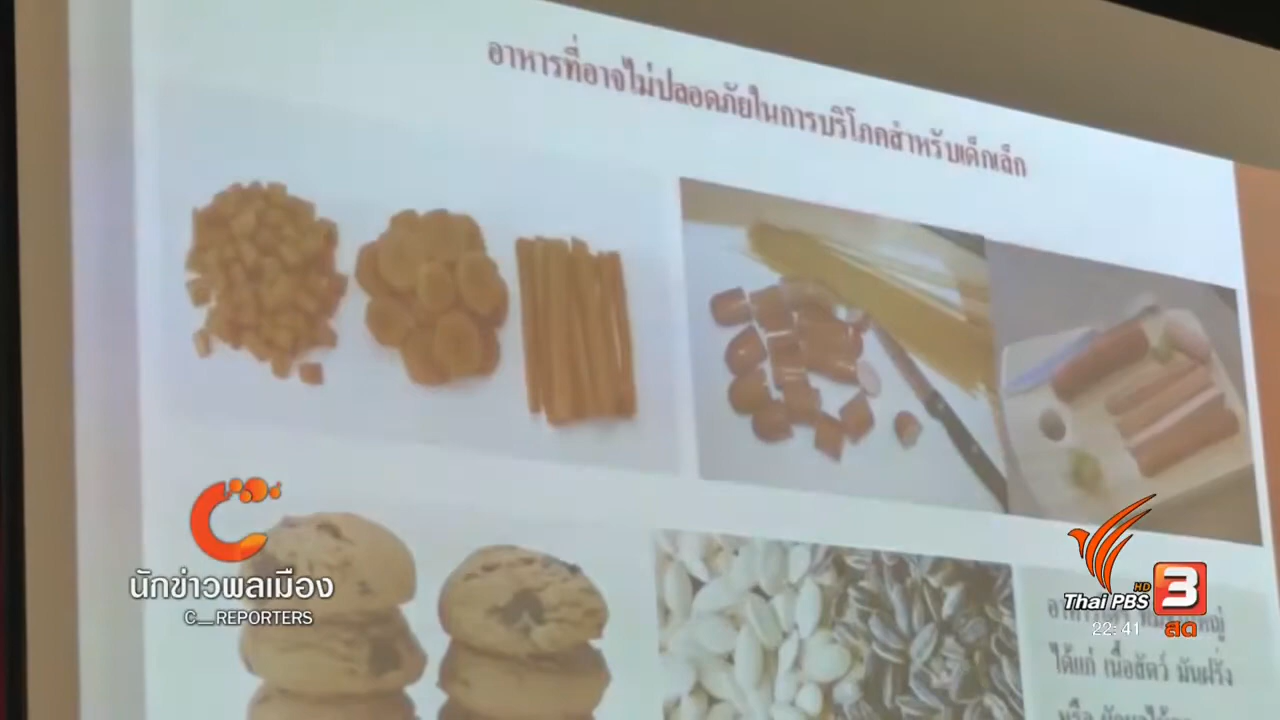 อาหารที่อาจไม่ปลอดภัยในการบริโภคสำหรับเด็กเล็ก
นักข่าวพลเมือง
C_REPORTERS
HD
Thai PBS 3
22:41 สด
ได้แก่ เนื้อสัตว์ มันฝรั่ง
หรือ